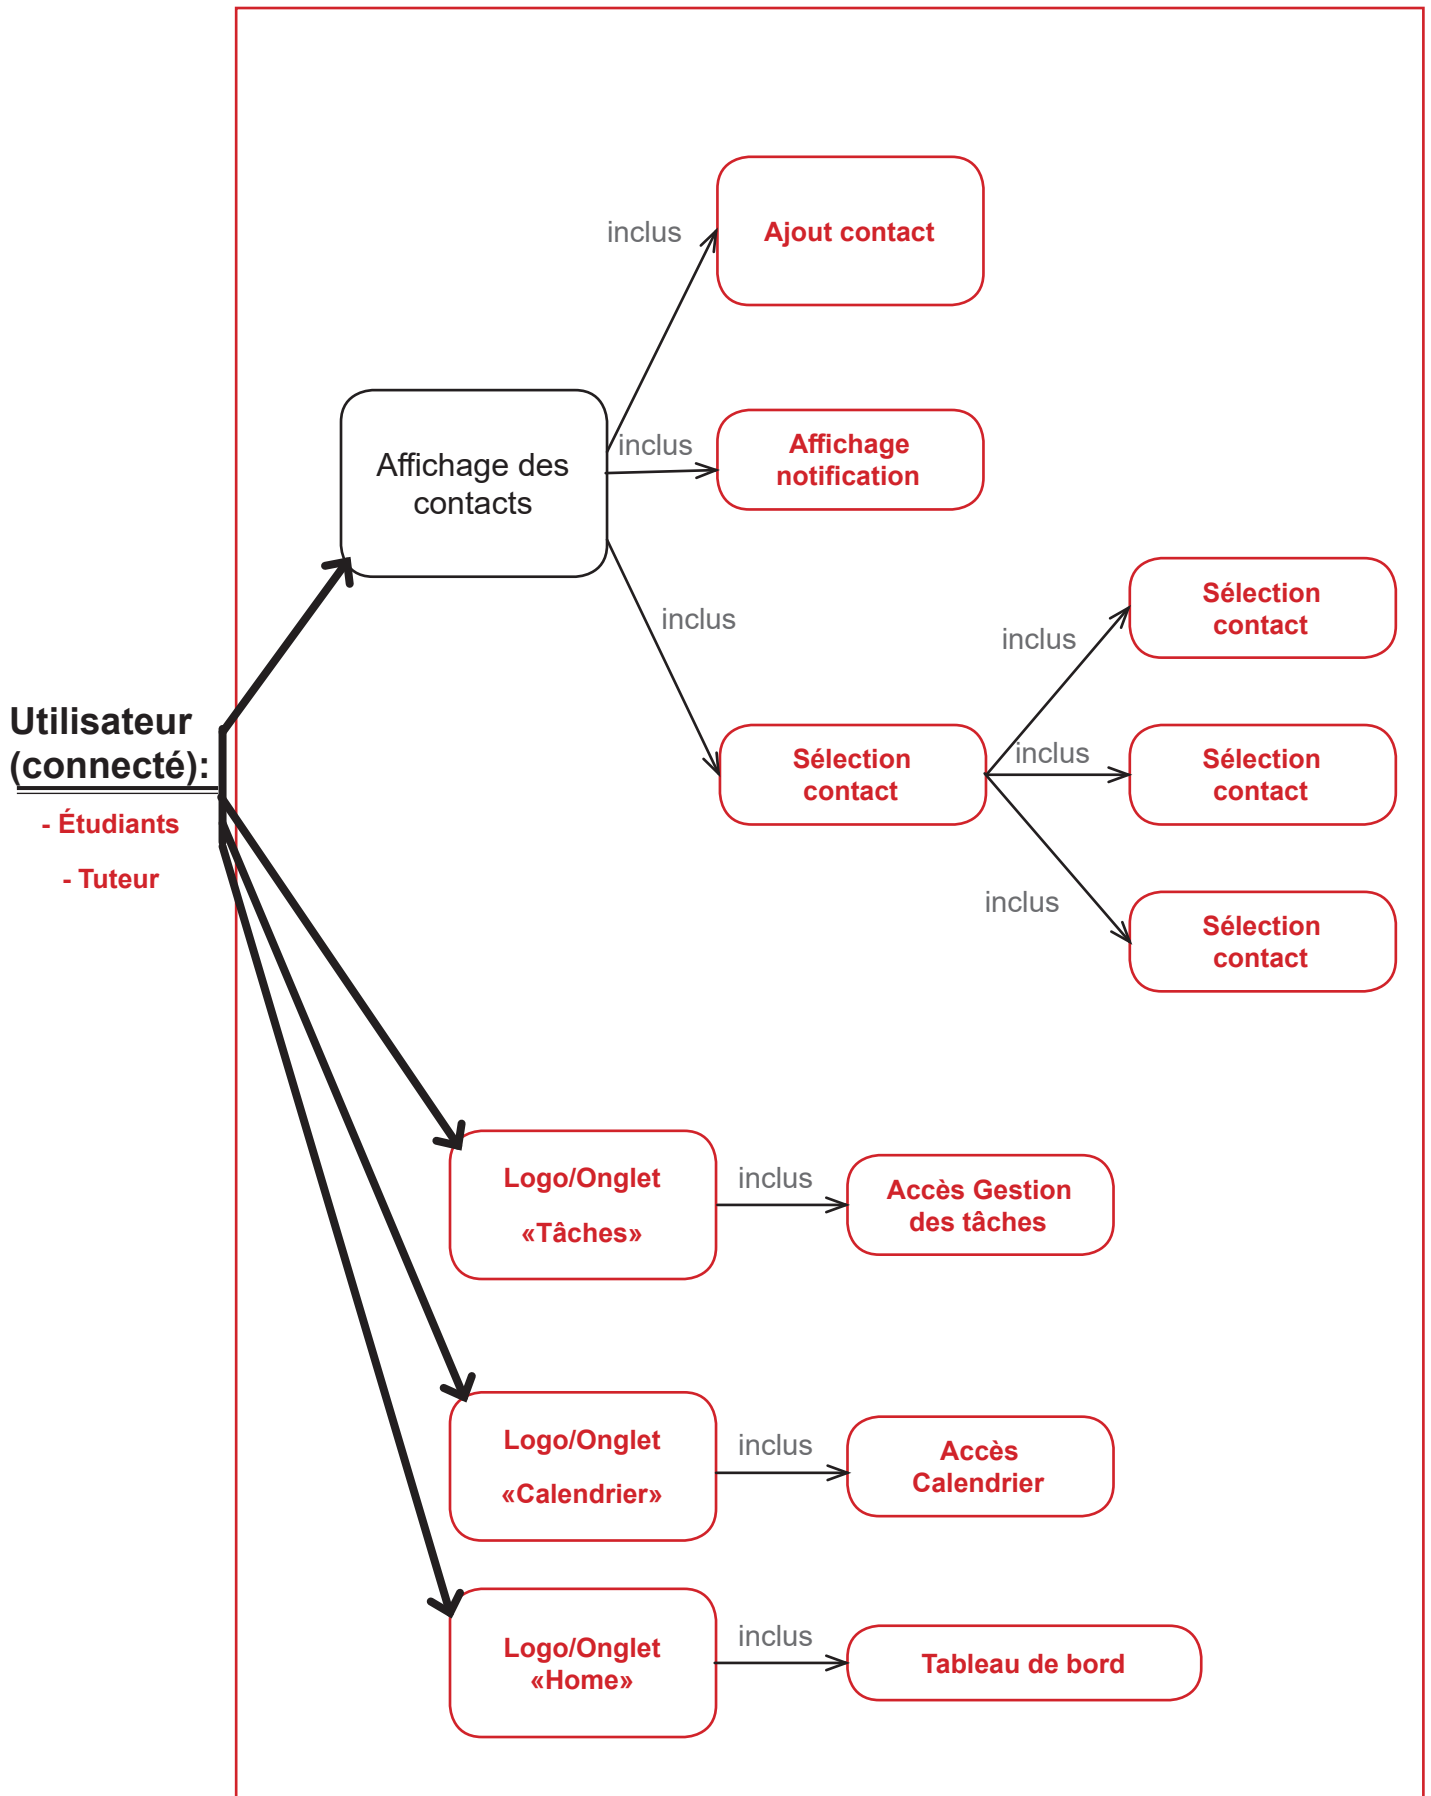 inclus
Ajout contact
inclus
Affichage
notification
Affichage des
contacts
inclus
Sélection
contact
inclus
Utilisateur
(connecté):
- Étudiants
- Tuteur
Sélection
contact
inclus
Sélection
contact
inclus
Sélection
contact
Logo/Onglet
«Tâches»
inclus
Accès Gestion
des tâches
Logo/Onglet
«Calendrier»
inclus
Accès
Calendrier
Logo/Onglet
«Home»
inclus
Tableau de bord